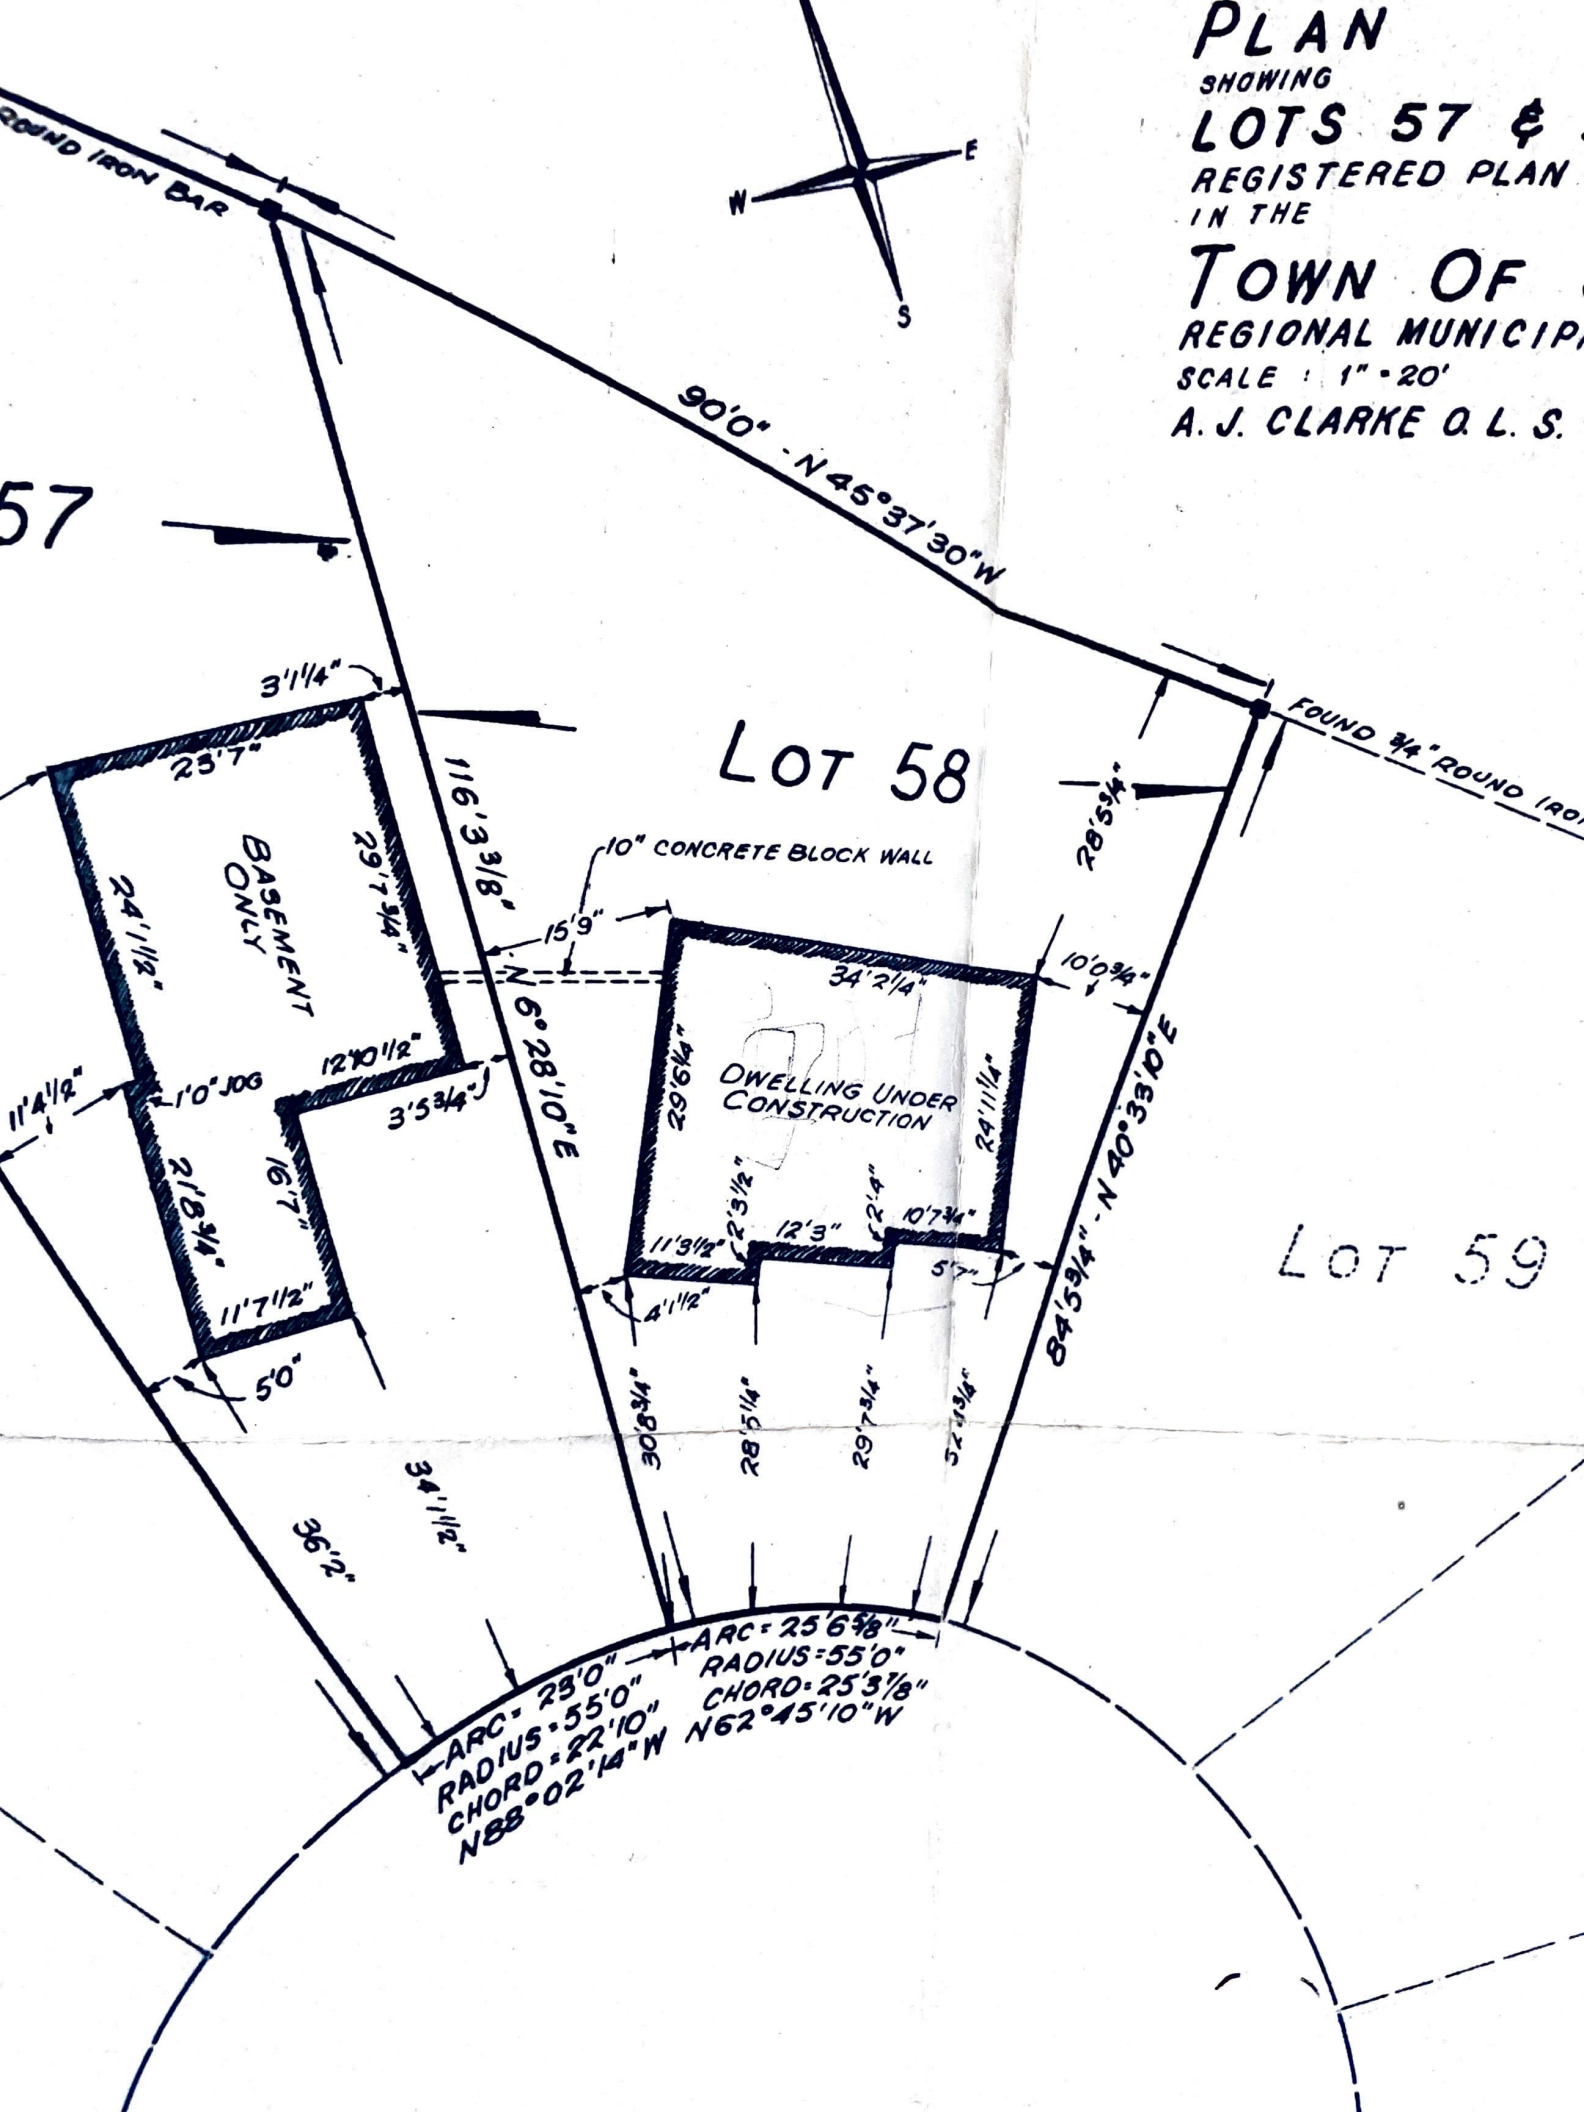 PLAN
SHOWING
LOTS 57 &
REGISTERED PLAN
IN THE
TOWN OF
REGIONAL MUNICIP
SCALE : 1" = 20'
A. J. CLARKE O. L. S.
E
W
S
ROUND IRON BAR
90'0" - N 45°37'30" W
57
LOT 58
FOUND 3/4" ROUND IRO
3'1 1/4"
23'7"
BASEMENT
ONLY
29'7 3/4"
24'1 1/2"
12'10 1/2"
1'0" JOG
11'4 1/2"
3'5 3/4"
16'7"
21'8 3/4"
11'7 1/2"
5'0"
36'2"
34'1 1/2"
116'3 3/8" - N 6°28'10" E
10" CONCRETE BLOCK WALL
15'9"
28'5 3/4"
34'2 1/4"
10'0 3/4"
29'6 1/4"
DWELLING UNDER
CONSTRUCTION
24'11 1/4"
11'3 1/2"
2'3 1/2"
12'3"
2'4"
10'7 3/4"
4'1 1/2"
5'7"
84'5 3/4" - N 40°33'10" E
LOT 59
30'8 3/4"
28'5 1/4"
29'7 3/4"
ARC = 23'0"
RADIUS = 55'0"
CHORD = 22'10"
N88°02'14" W
ARC = 25'6 5/8"
RADIUS = 55'0"
CHORD = 25'3 7/8"
N62°45'10" W